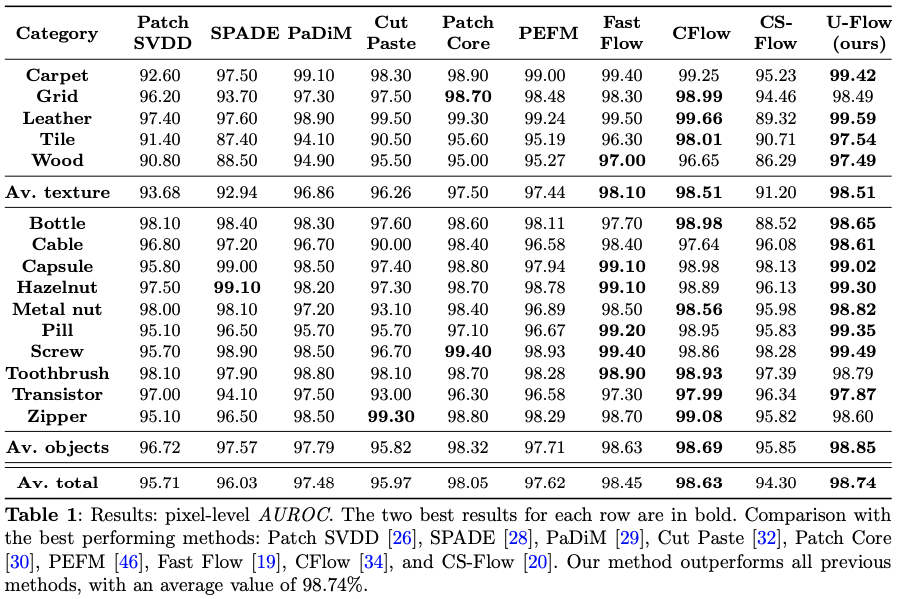 Category Patch SVDD SPADE PaDiM Cut Paste Patch Core PEFM Fast Flow CFlow CS-Flow U-Flow (ours)
Carpet 92.60 97.50 99.10 98.30 98.90 99.00 99.40 99.25 95.23 99.42
Grid 96.20 93.70 97.30 97.50 98.70 98.48 98.30 98.99 94.46 98.49
Leather 97.40 97.60 98.90 99.50 99.30 99.24 99.50 99.66 89.32 99.59
Tile 91.40 87.40 94.10 90.50 95.60 95.19 96.30 98.01 90.71 97.54
Wood 90.80 88.50 94.90 95.50 95.00 95.27 97.00 96.65 86.29 97.49
Av. texture 93.68 92.94 96.86 96.26 97.50 97.44 98.10 98.51 91.20 98.51
Bottle 98.10 98.40 98.30 97.60 98.60 98.11 97.70 98.98 88.52 98.65
Cable 96.80 97.20 96.70 90.00 98.40 96.58 98.40 97.64 96.08 98.61
Capsule 95.80 99.00 98.50 97.40 98.80 97.94 99.10 98.98 98.13 99.02
Hazelnut 97.50 99.10 98.20 97.30 98.70 98.78 99.10 98.89 96.13 99.30
Metal nut 98.00 98.10 97.20 93.10 98.40 96.89 98.50 98.56 95.98 98.82
Pill 95.10 96.50 95.70 95.70 97.10 96.67 99.20 98.95 95.83 99.35
Screw 95.70 98.90 98.50 96.70 99.40 98.93 99.40 98.86 98.28 99.49
Toothbrush 98.10 97.90 98.80 98.10 98.70 98.28 98.90 98.93 97.39 98.79
Transistor 97.00 94.10 97.50 93.00 96.30 96.58 97.30 97.99 96.34 97.87
Zipper 95.10 96.50 98.50 99.30 98.80 98.29 98.70 99.08 95.82 98.60
Av. objects 96.72 97.57 97.79 95.82 98.32 97.71 98.63 98.69 95.85 98.85
Av. total 95.71 96.03 97.48 95.97 98.05 97.62 98.45 98.63 94.30 98.74
Table 1: Results: pixel-level AUROC. The two best results for each row are in bold. Comparison with
the best performing methods: Patch SVDD [26], SPADE [28], PaDiM [29], Cut Paste [32], Patch Core
[30], PEFM [46], Fast Flow [19], CFlow [34], and CS-Flow [20]. Our method outperforms all previous
methods, with an average value of 98.74%.